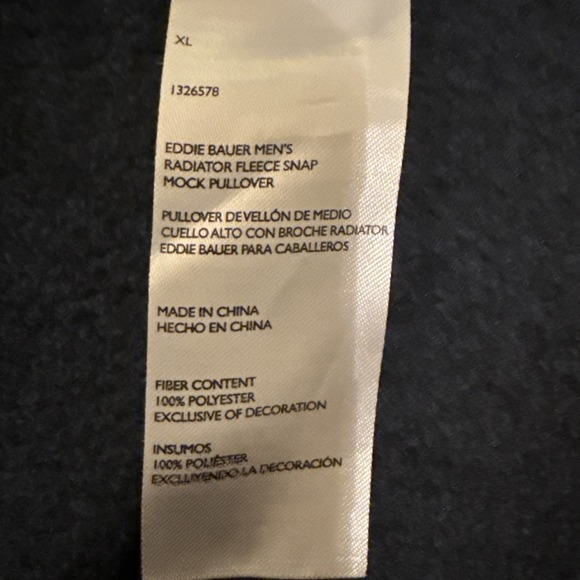 XL
1326578
EDDIE BAUER MEN'S
RADIATOR FLEECE SNAP
MOCK PULLOVER
PULLOVER DE VELLÓN DE MEDIO
CUELLO ALTO CON BROCHE RADIATOR
EDDIE BAUER PARA CABALLEROS
MADE IN CHINA
HECHO EN CHINA
FIBER CONTENT
100% POLYESTER
EXCLUSIVE OF DECORATION
INSUMOS
100% POLIÉSTER
EXCLUYENDO LA DECORACIÓN